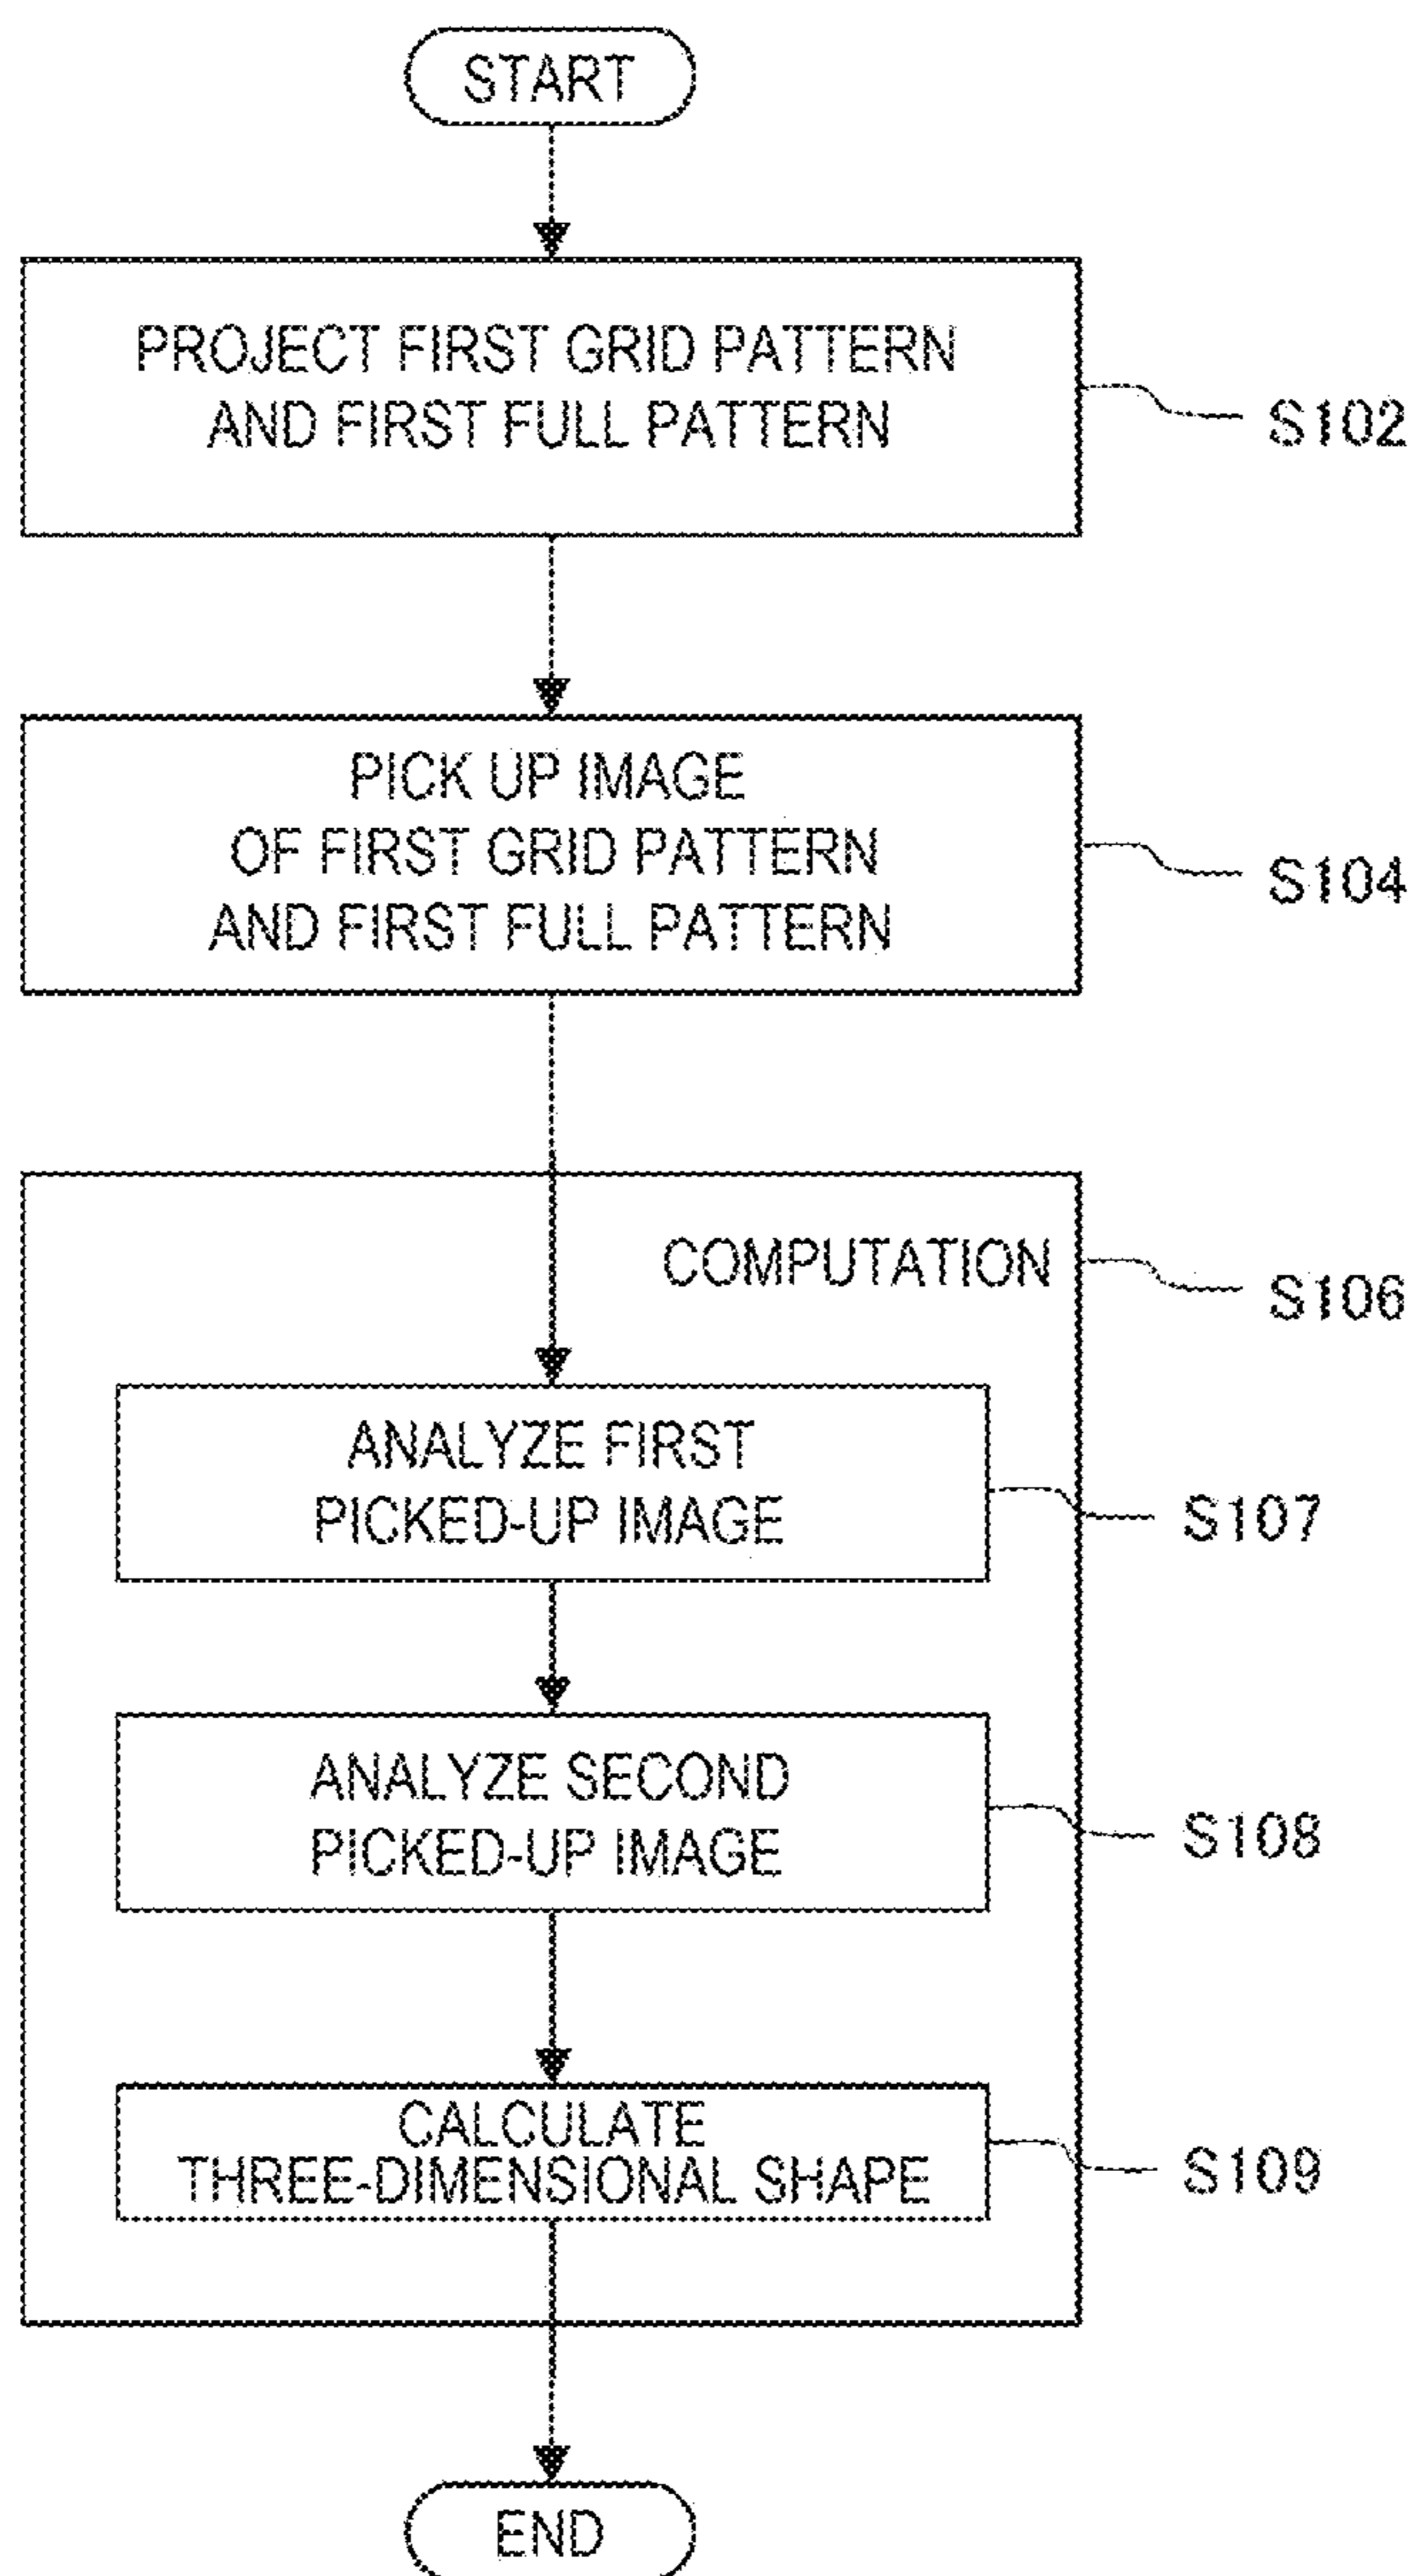 START
PROJECT FIRST GRID PATTERN
AND FIRST FULL PATTERN
S102
PICK UP IMAGE
OF FIRST GRID PATTERN
AND FIRST FULL PATTERN
S104
COMPUTATION
S106
ANALYZE FIRST
PICKED-UP IMAGE
S107
ANALYZE SECOND
PICKED-UP IMAGE
S108
CALCULATE
THREE-DIMENSIONAL SHAPE
S109
END